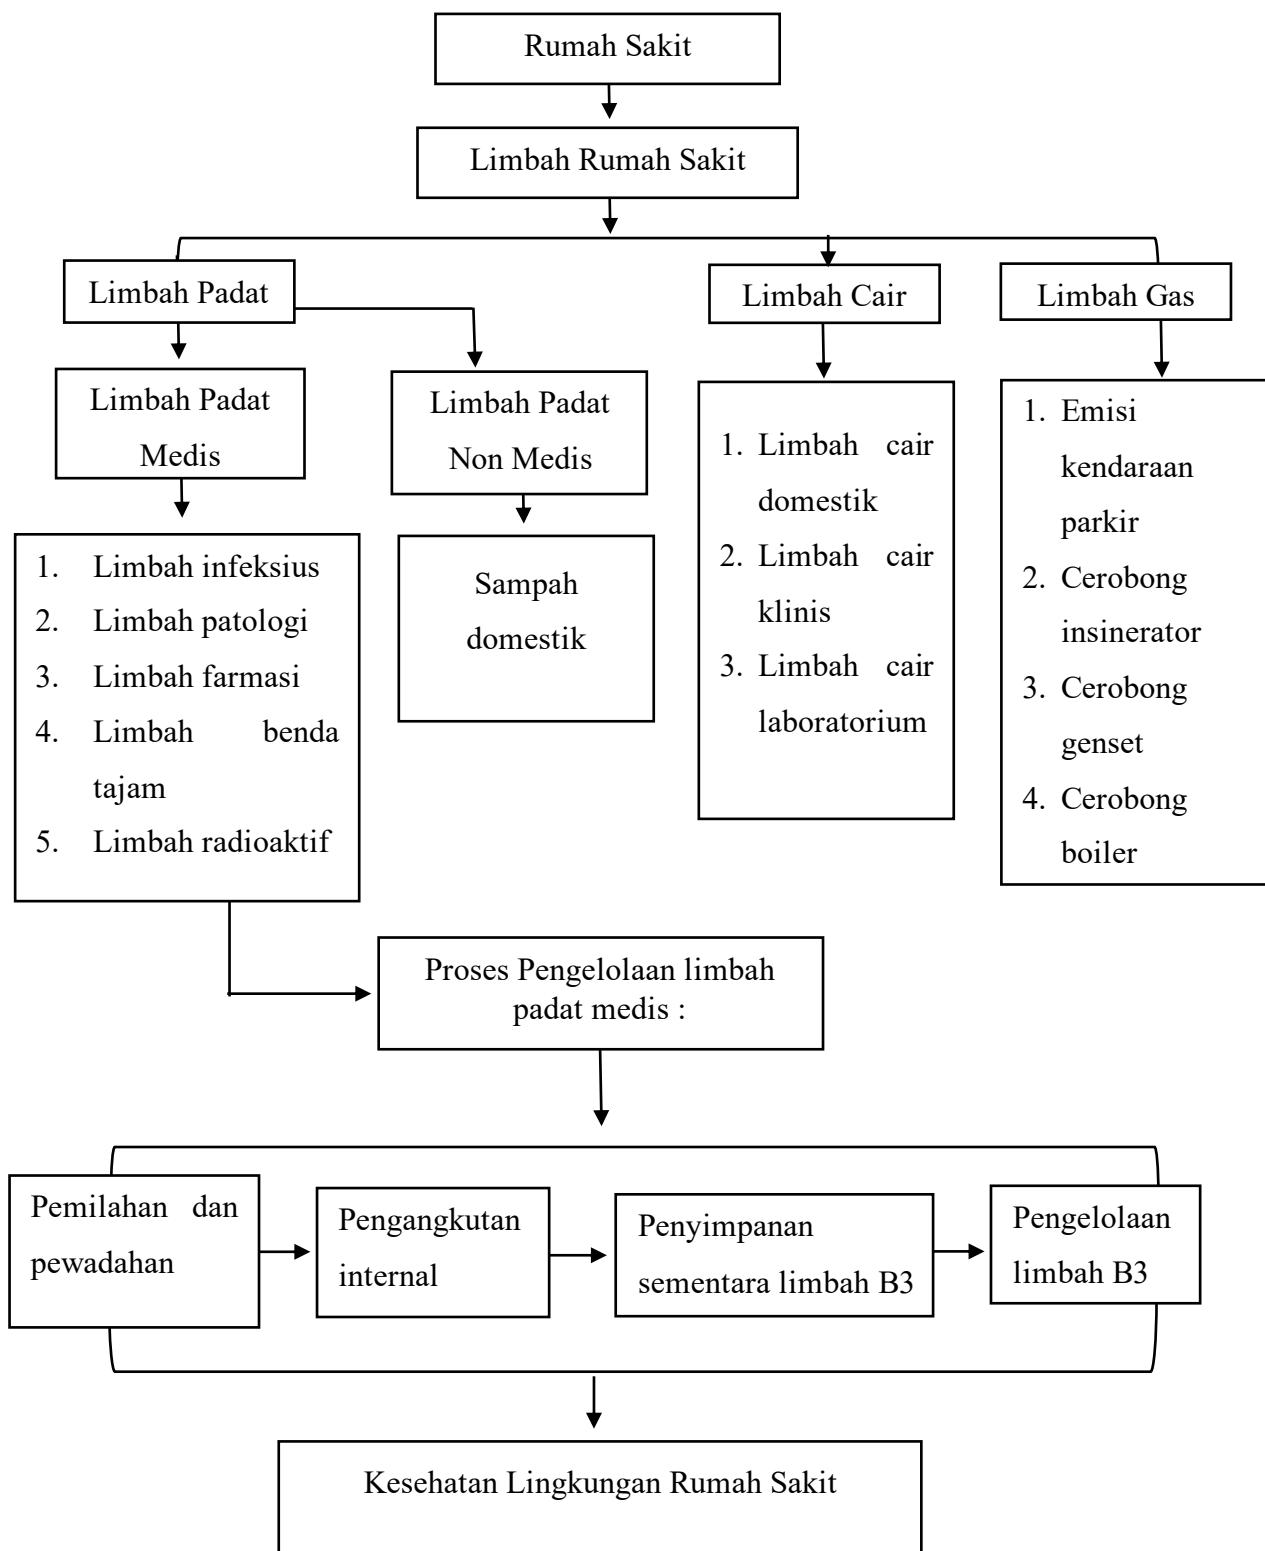 Rumah Sakit
Limbah Rumah Sakit
Limbah Padat
Limbah Cair
Limbah Gas
Limbah Padat
Medis
Limbah Padat
Non Medis
1. Limbah infeksius
2. Limbah patologi
3. Limbah farmasi
4. Limbah benda
tajam
5. Limbah radioaktif
Sampah
domestik
1. Limbah cair
domestik
2. Limbah cair
klinis
3. Limbah cair
laboratorium
1. Emisi
kendaraan
parkir
2. Cerobong
insinerator
3. Cerobong
genset
4. Cerobong
boiler
Proses Pengelolaan limbah
padat medis :
Pemilahan dan
pewadahan
Pengangkutan
internal
Penyimpanan
sementara limbah B3
Pengelolaan
limbah B3
Kesehatan Lingkungan Rumah Sakit